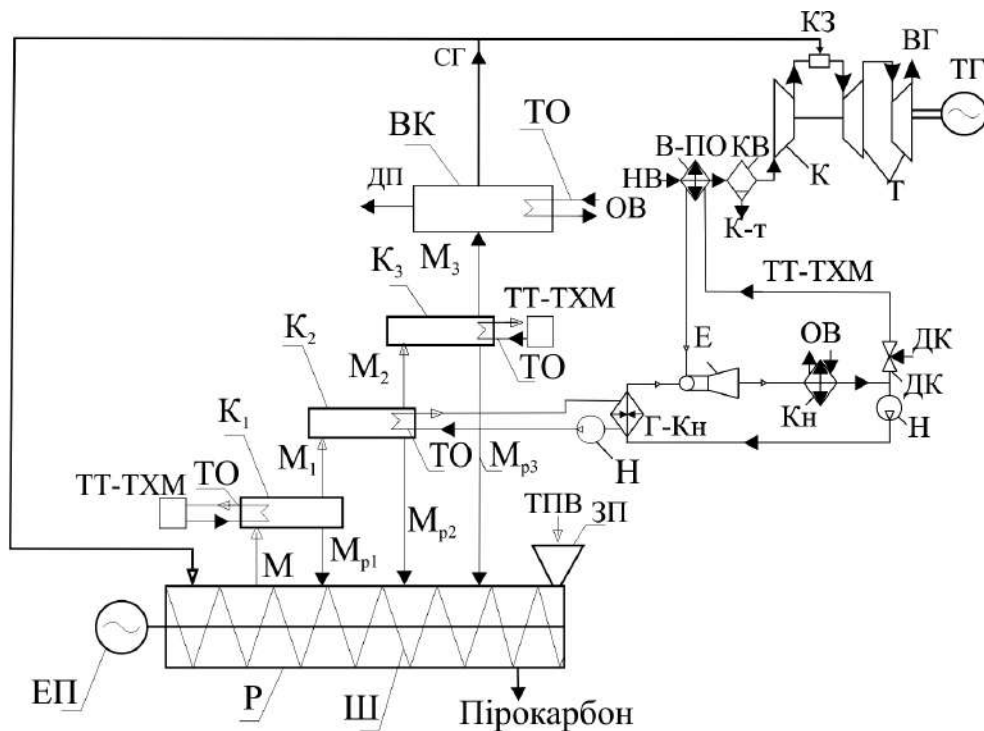 КЗ
ВГ
ТГ
СГ
ВК
ТО
В-ПО
КВ
НВ
К
Т
ДП
ОВ
К-т
М₃
К₃
ТТ-ТХМ
ТТ-ТХМ
К₂
М₂
ТО
Е
ОВ
ДК
ДК
К₁
Г-Кн
Кн
Н
М₁
ТО
Н
Мр3
ТТ-ТХМ
ТО
Мр2
ТПВ
ЗП
М
Мр1
ЕП
Р
Ш
Пірокарбон